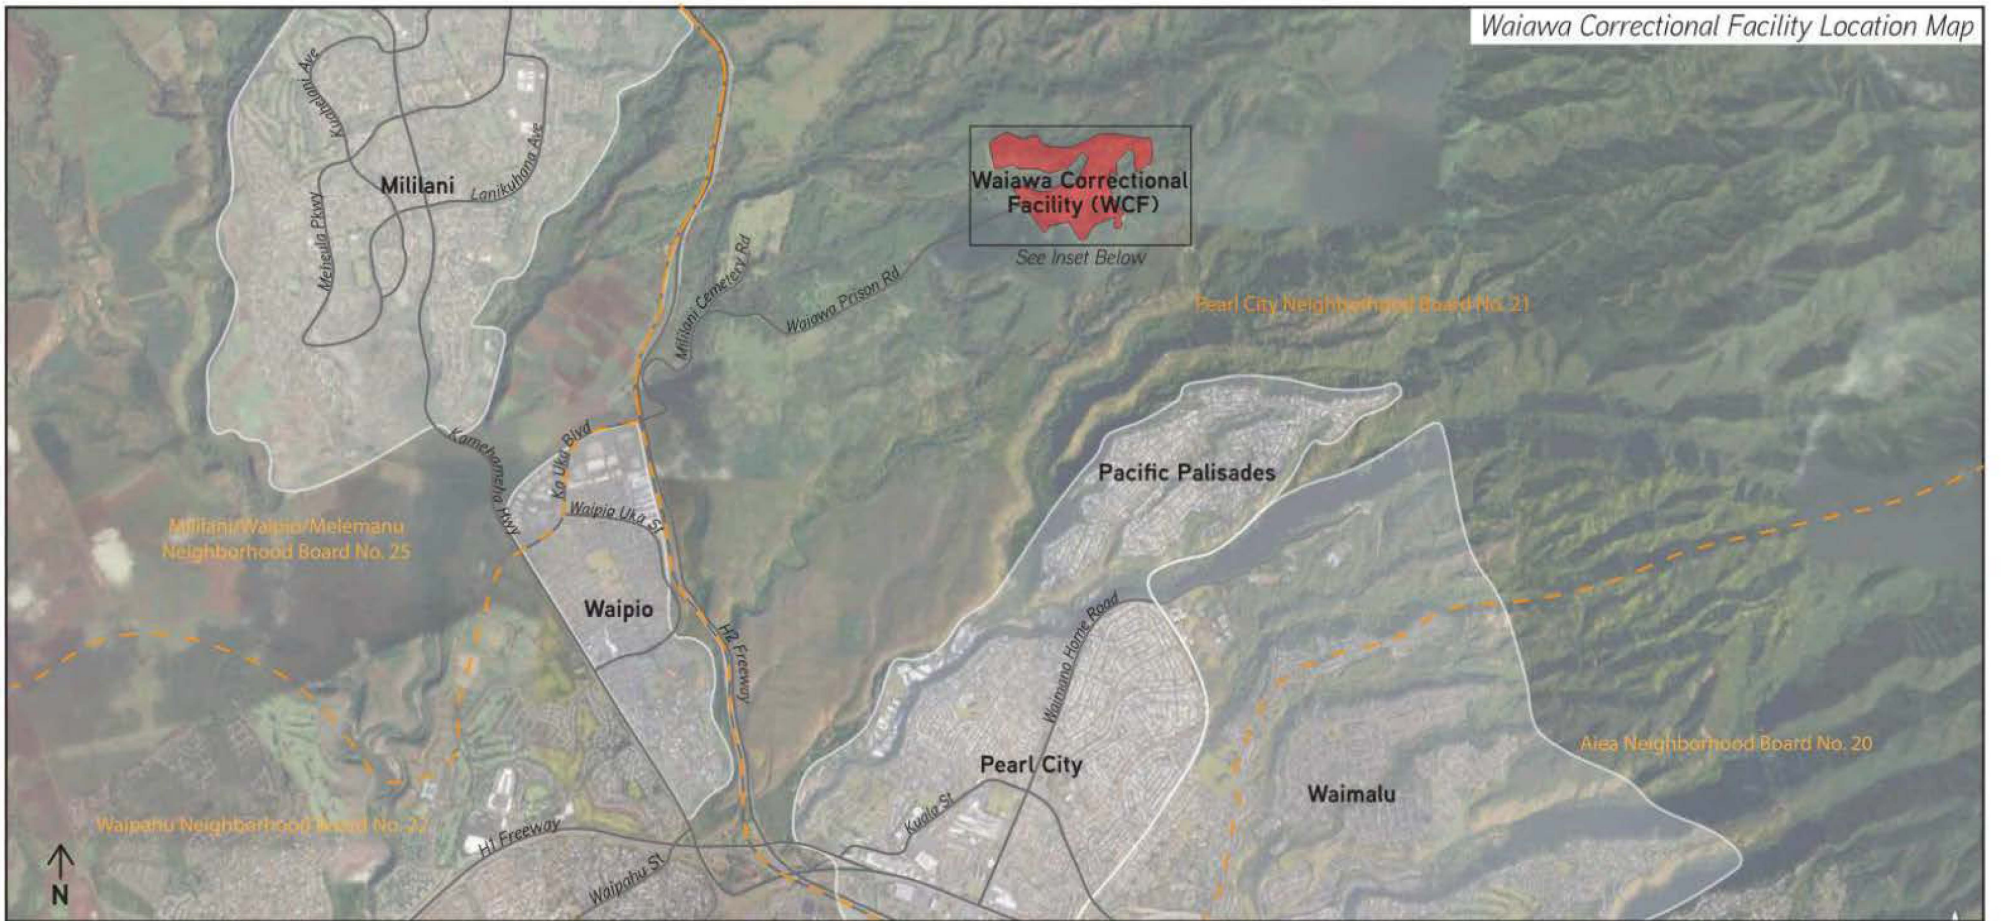 Waiawa Correctional Facility Location Map
Kuahelani Ave
Mililani
Lanikuhana Ave
Meheula Pkwy
Waiawa Correctional
Facility (WCF)
See Inset Below
Mililani Cemetery Rd
Waiawa Prison Rd
Pearl City Neighborhood Board No. 21
Kamehameha Hwy
Ka Uka Blvd
Pacific Palisades
Waipio Uka St
Mililani/Waipio/Melemanu
Neighborhood Board No. 25
Waipio
H2 Freeway
Waimano Home Road
Pearl City
Aiea Neighborhood Board No. 20
Waimalu
Kuala St
Waipahu Neighborhood Board No. 22
H1 Freeway
Waipahu St
N